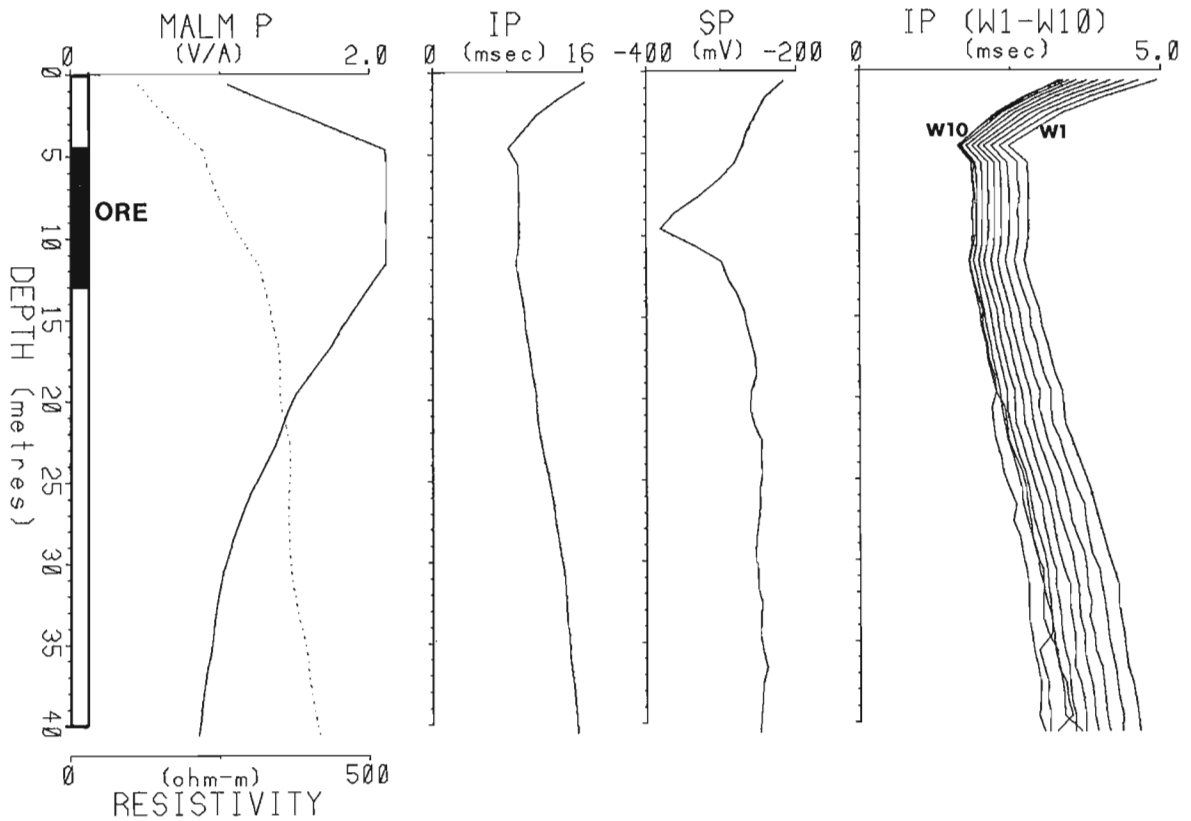 MALM P
(V/A)
0 2.0
IP
(msec)
0 16
SP
(mV)
-400 -200
IP (W1-W10)
(msec)
0 5.0
W10
W1
ORE
DEPTH (metres)
0
5
10
15
20
25
30
35
40
0 500
(ohm-m)
RESISTIVITY